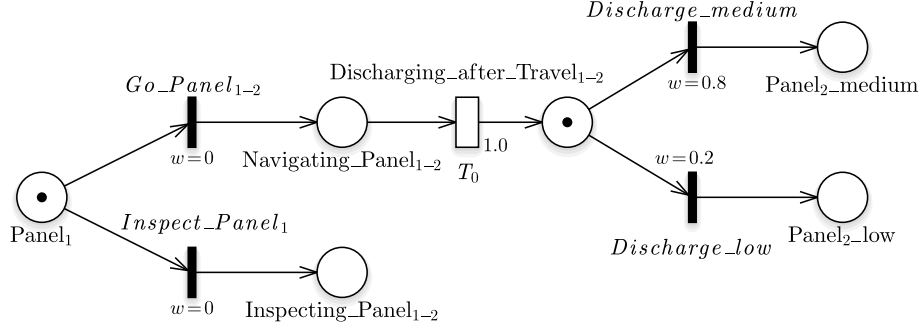 Discharge_medium
w=0.8
Panel₂_medium
Discharging_after_Travel₁₋₂
Go_Panel₁₋₂
w=0
Navigating_Panel₁₋₂
1.0
T₀
w=0.2
Inspect_Panel₁
Panel₁
Discharge_low
Panel₂_low
w=0
Inspecting_Panel₁₋₂